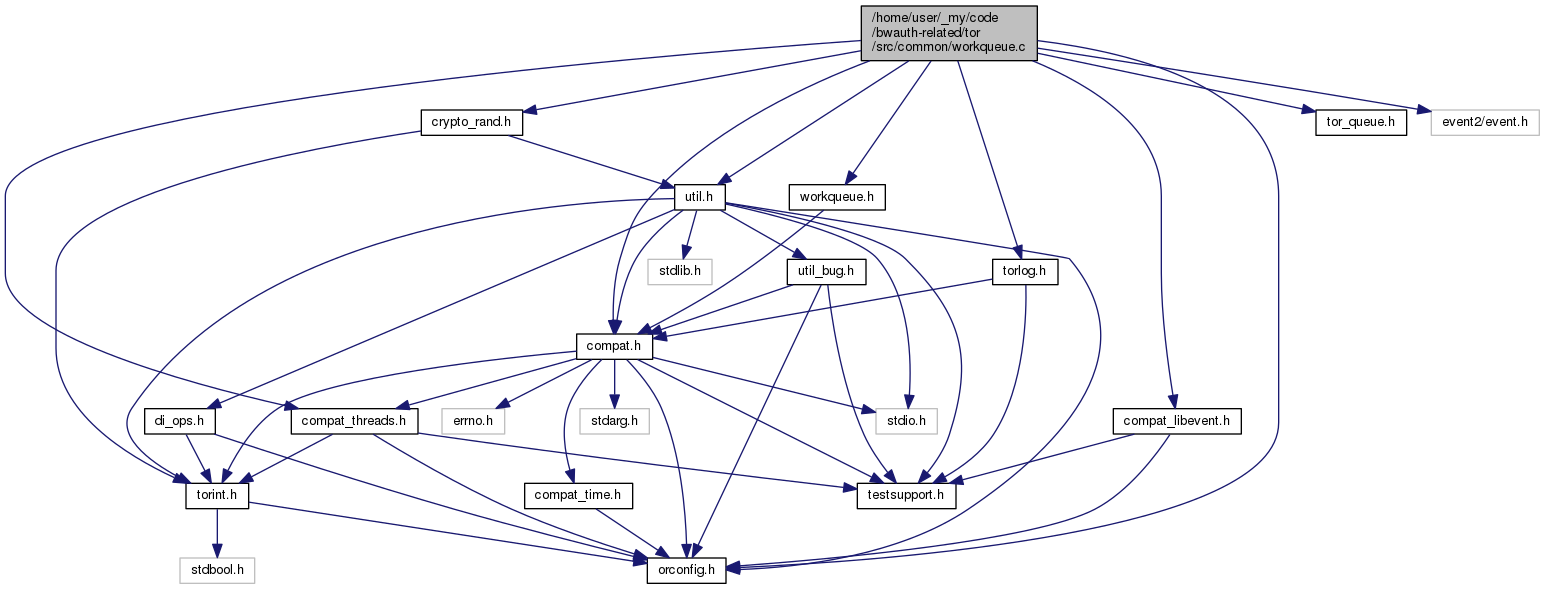 /home/user/_my/code
/bwauth-related/tor
/src/common/workqueue.c
crypto_rand.h
tor_queue.h
event2/event.h
util.h
workqueue.h
stdlib.h
util_bug.h
torlog.h
compat.h
di_ops.h
compat_threads.h
errno.h
stdarg.h
stdio.h
compat_libevent.h
torint.h
compat_time.h
testsupport.h
stdbool.h
orconfig.h